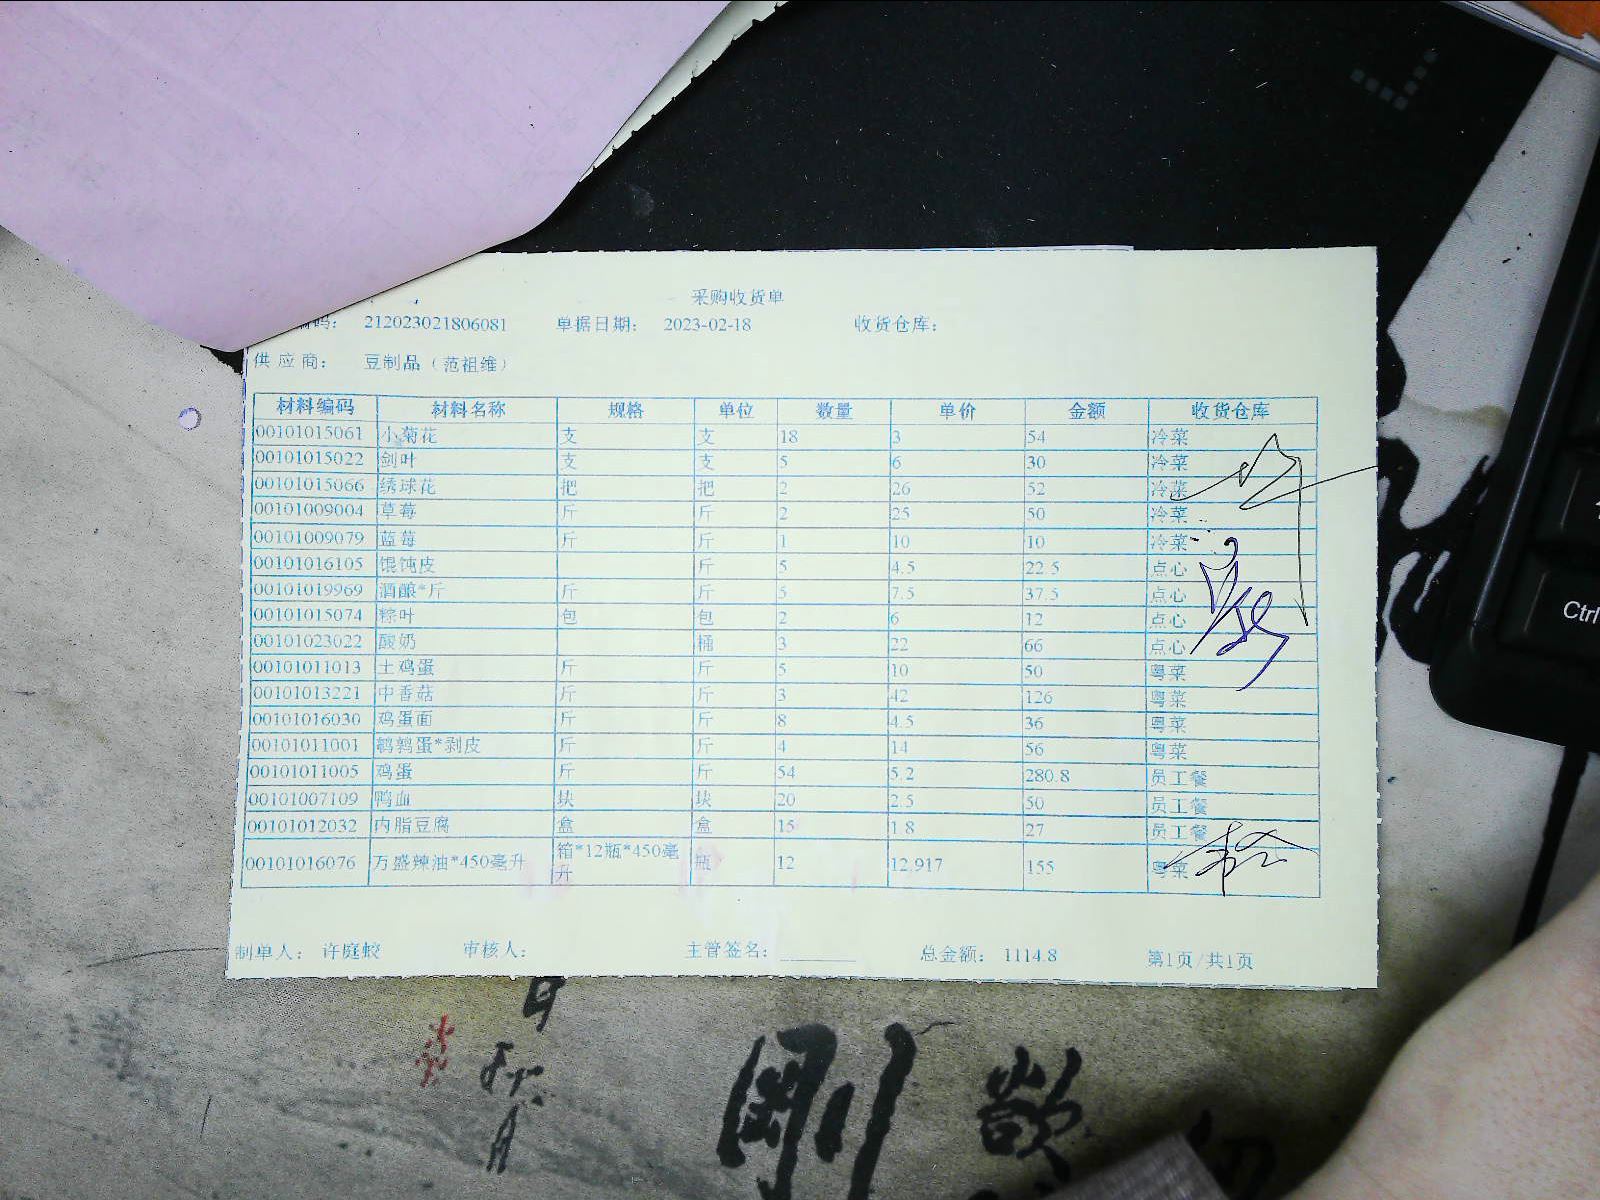 采购收货单
编码： 212023021806081 单据日期： 2023-02-18 收货仓库：
供应商： 豆制品（范祖维）
材料编码 材料名称 规格 单位 数量 单价 金额 收货仓库
00101015061 小菊花 支 支 18 3 54 冷菜
00101015022 剑叶 支 支 5 6 30 冷菜
00101015066 绣球花 把 把 2 26 52 冷菜
00101009004 草莓 斤 斤 2 25 50 冷菜
00101009079 蓝莓 斤 斤 1 10 10 冷菜
00101016105 馄饨皮 斤 5 4.5 22.5 点心
00101019969 酒酿*斤 斤 斤 5 7.5 37.5 点心
00101015074 粽叶 包 包 2 6 12 点心
00101023022 酸奶 桶 3 22 66 点心
00101011013 土鸡蛋 斤 斤 5 10 50 粤菜
00101013221 中香菇 斤 斤 3 42 126 粤菜
00101016030 鸡蛋面 斤 斤 8 4.5 36 粤菜
00101011001 鹌鹑蛋*剥皮 斤 斤 4 14 56 粤菜
00101011005 鸡蛋 斤 斤 54 5.2 280.8 员工餐
00101007109 鸭血 块 块 20 2.5 50 员工餐
00101012032 内脂豆腐 盒 盒 15 1.8 27 员工餐
00101016076 万盛辣油*450毫升 箱*12瓶*450毫升 瓶 12 12.917 155 粤菜
制单人： 许庭蛟 审核人： 主管签名： 总金额： 1114.8 第1页/共1页
Ctrl
剛